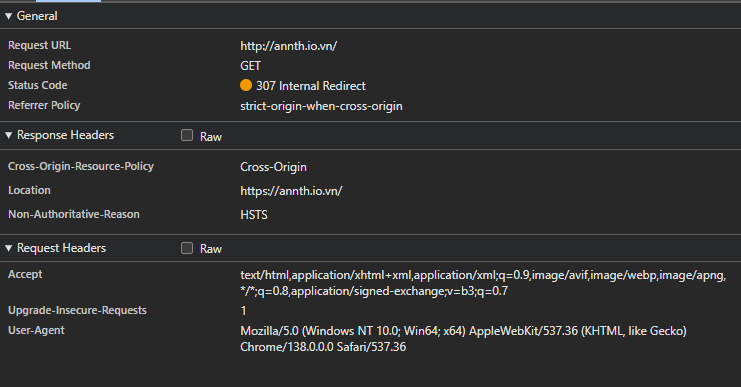 General
Request URL http://annth.io.vn/
Request Method GET
Status Code 307 Internal Redirect
Referrer Policy strict-origin-when-cross-origin
Response Headers Raw
Cross-Origin-Resource-Policy Cross-Origin
Location https://annth.io.vn/
Non-Authoritative-Reason HSTS
Request Headers Raw
Accept text/html,application/xhtml+xml,application/xml;q=0.9,image/avif,image/webp,image/apng,
*/*;q=0.8,application/signed-exchange;v=b3;q=0.7
Upgrade-Insecure-Requests 1
User-Agent Mozilla/5.0 (Windows NT 10.0; Win64; x64) AppleWebKit/537.36 (KHTML, like Gecko)
Chrome/138.0.0.0 Safari/537.36